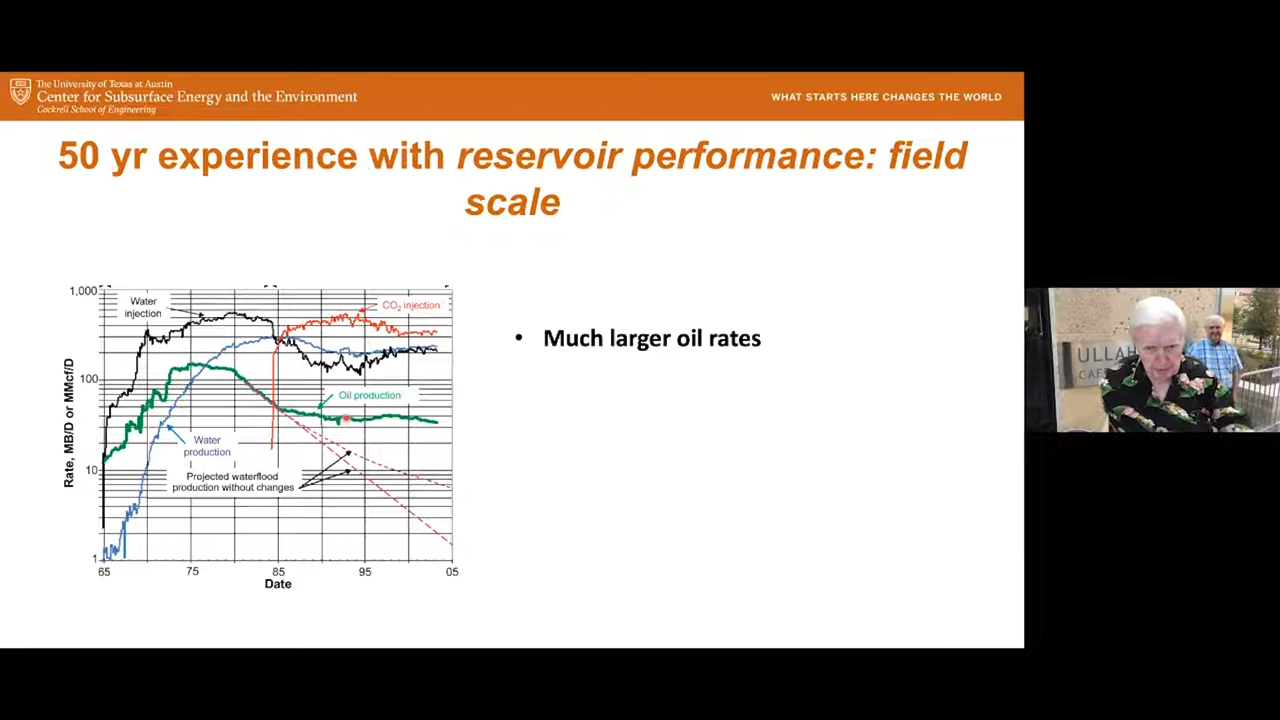 The University of Texas at Austin
Center for Subsurface Energy and the Environment
Cockrell School of Engineering
WHAT STARTS HERE CHANGES THE WORLD
50 yr experience with reservoir performance: field
scale
1,000
100
10
1
Rate, MB/D or MMcf/D
Water
injection
CO₂ injection
Oil production
Water
production
Projected waterflood
production without changes
65
75
85
95
05
Date
• Much larger oil rates
ULLAH
CAF